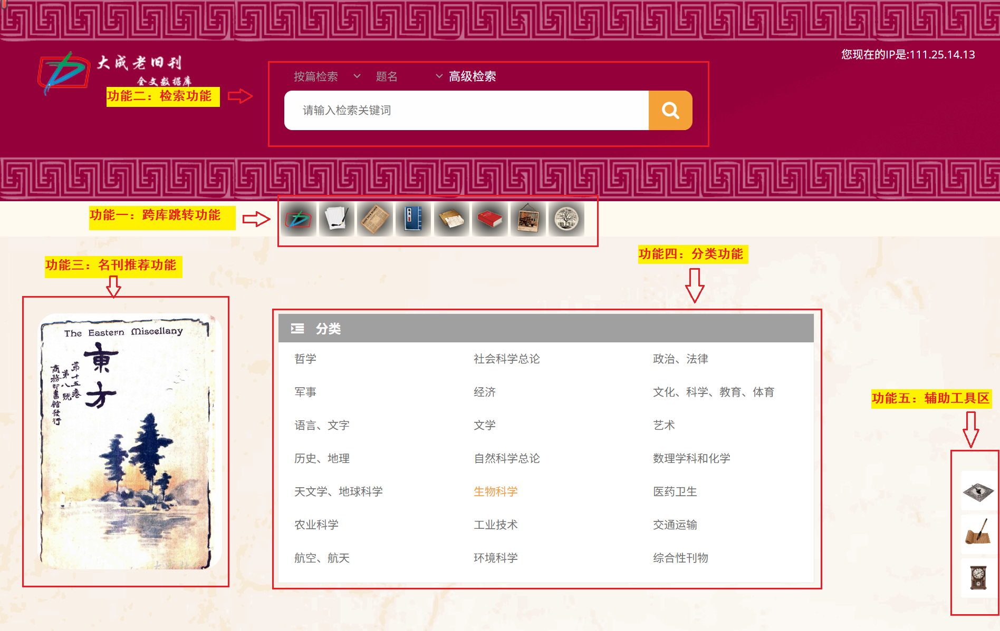 大成老旧刊
全文数据库
您现在的IP是:111.25.14.13
按篇检索 题名 高级检索
请输入检索关键词
功能二：检索功能
功能一：跨库跳转功能
功能三：名刊推荐功能
The Eastern Miscellany
東方
第十五卷
第八號
商務印書館發行
功能四：分类功能
分类
哲学 社会科学总论 政治、法律
军事 经济 文化、科学、教育、体育
语言、文字 文学 艺术
历史、地理 自然科学总论 数理学科和化学
天文学、地球科学 生物科学 医药卫生
农业科学 工业技术 交通运输
航空、航天 环境科学 综合性刊物
功能五：辅助工具区